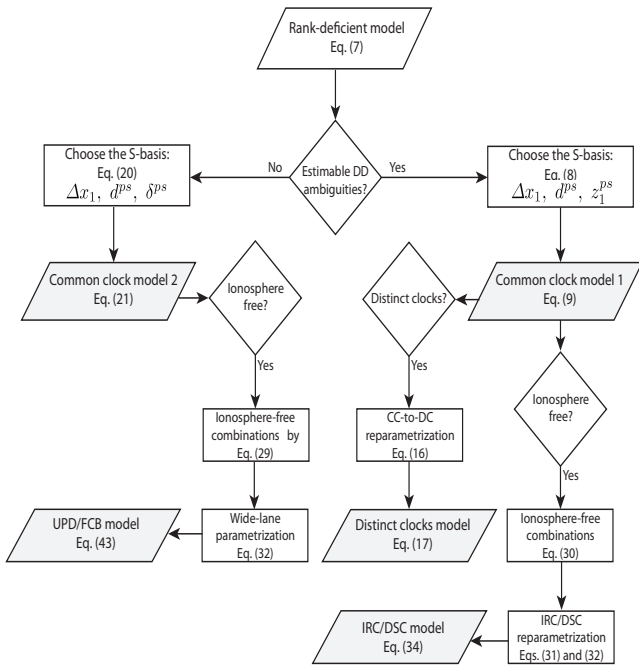 Rank-deficient model
Eq. (7)
Estimable DD
ambiguities?
No
Yes
Choose the S-basis:
Eq. (20)
Δx₁, dᵖˢ, δᵖˢ
Choose the S-basis:
Eq. (8)
Δx₁, dᵖˢ, z₁ᵖˢ
Common clock model 2
Eq. (21)
Ionosphere
free?
Distinct clocks?
Common clock model 1
Eq. (9)
Yes
Yes
Ionosphere
free?
Ionosphere-free
combinations by
Eq. (29)
CC-to-DC
reparametrization
Eq. (16)
Yes
UPD/FCB model
Eq. (43)
Wide-lane
parametrization
Eq. (32)
Distinct clocks model
Eq. (17)
Ionosphere-free
combinations
Eq. (30)
IRC/DSC model
Eq. (34)
IRC/DSC
reparametrization
Eqs. (31) and (32)